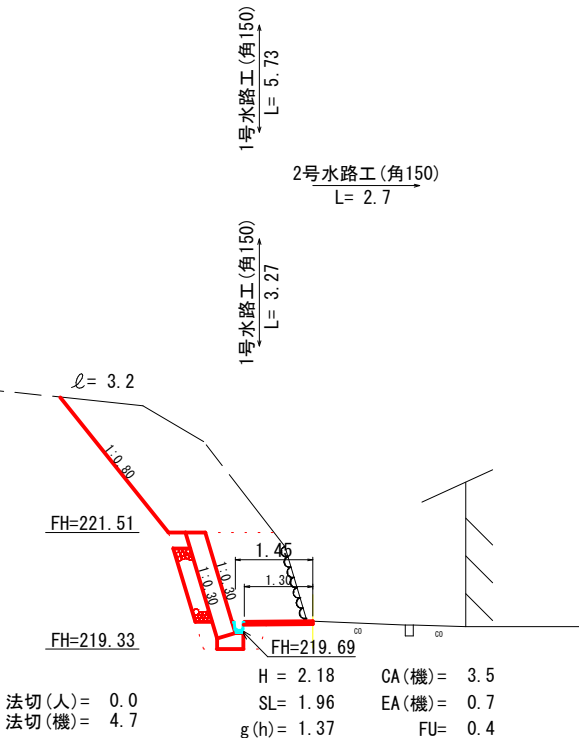 1号水路工(角150)
L= 5.73
2号水路工(角150)
L= 2.7
1号水路工(角150)
L= 3.27
ℓ= 3.2
1:0.80
FH=221.51
1.45
1:0.30
1:0.30
1.30
FH=219.33
FH=219.69
CO
CO
H = 2.18
CA(機)= 3.5
法切(人)= 0.0
SL= 1.96
EA(機)= 0.7
法切(機)= 4.7
g(h)= 1.37
FU= 0.4